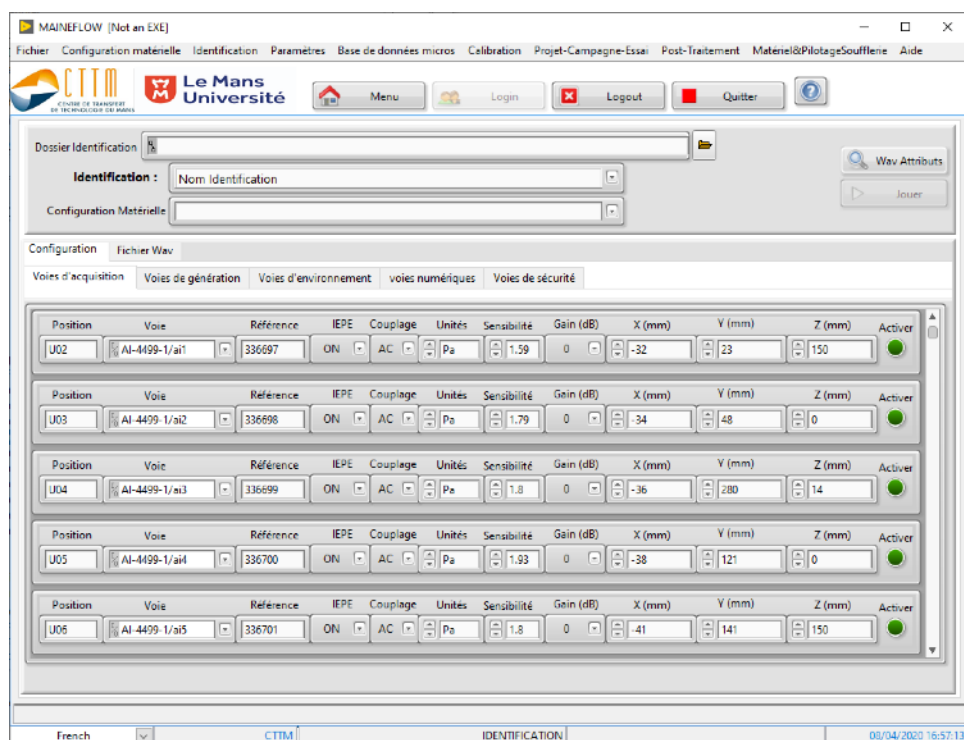 MAINEFLOW [Not an EXE]
Fichier Configuration matérielle Identification Paramètres Base de données micros Calibration Projet-Campagne-Essai Post-Traitement Matériel&PilotageSoufflerie Aide
CTTM
CENTRE DE TRANSFERT
DE TECHNOLOGIE DU MANS
Le Mans
Université
Menu Login Logout Quitter
Dossier Identification
Wav Attributs
Identification : Nom Identification
Jouer
Configuration Matérielle
Configuration Fichier Wav
Voies d'acquisition Voies de génération Voies d'environnement voies numériques Voies de sécurité
Position Voie Référence IEPE Couplage Unités Sensibilité Gain (dB) X (mm) Y (mm) Z (mm) Activer
U02 AI-4499-1/ai1 336697 ON AC Pa 1.59 0 -32 23 150
Position Voie Référence IEPE Couplage Unités Sensibilité Gain (dB) X (mm) Y (mm) Z (mm) Activer
U03 AI-4499-1/ai2 336698 ON AC Pa 1.79 0 -34 48 0
Position Voie Référence IEPE Couplage Unités Sensibilité Gain (dB) X (mm) Y (mm) Z (mm) Activer
U04 AI-4499-1/ai3 336699 ON AC Pa 1.8 0 -36 280 14
Position Voie Référence IEPE Couplage Unités Sensibilité Gain (dB) X (mm) Y (mm) Z (mm) Activer
U05 AI-4499-1/ai4 336700 ON AC Pa 1.93 0 -38 121 0
Position Voie Référence IEPE Couplage Unités Sensibilité Gain (dB) X (mm) Y (mm) Z (mm) Activer
U06 AI-4499-1/ai5 336701 ON AC Pa 1.8 0 -41 141 150
French CTTM IDENTIFICATION 08/04/2020 16:57:13